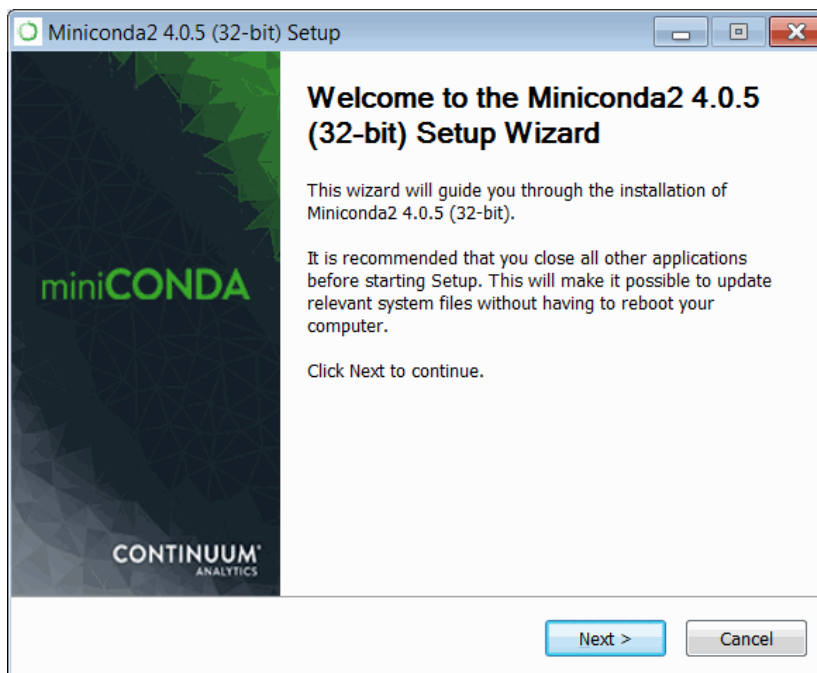 Miniconda2 4.0.5 (32-bit) Setup
Welcome to the Miniconda2 4.0.5
(32-bit) Setup Wizard
This wizard will guide you through the installation of
Miniconda2 4.0.5 (32-bit).
It is recommended that you close all other applications
before starting Setup. This will make it possible to update
relevant system files without having to reboot your
computer.
Click Next to continue.
miniCONDA
CONTINUUM
ANALYTICS
Next >
Cancel